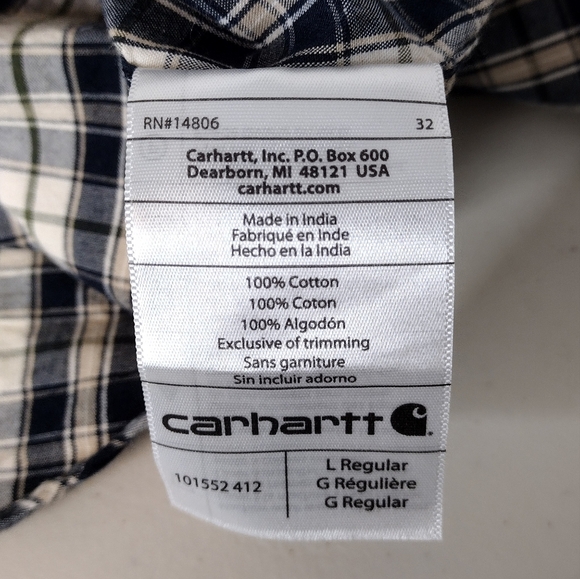 RN#14806 32
Carhartt, Inc. P.O. Box 600
Dearborn, MI 48121 USA
carhartt.com
Made in India
Fabriqué en Inde
Hecho en la India
100% Cotton
100% Coton
100% Algodón
Exclusive of trimming
Sans garniture
Sin incluir adorno
carhartt
101552 412
L Regular
G Régulière
G Regular